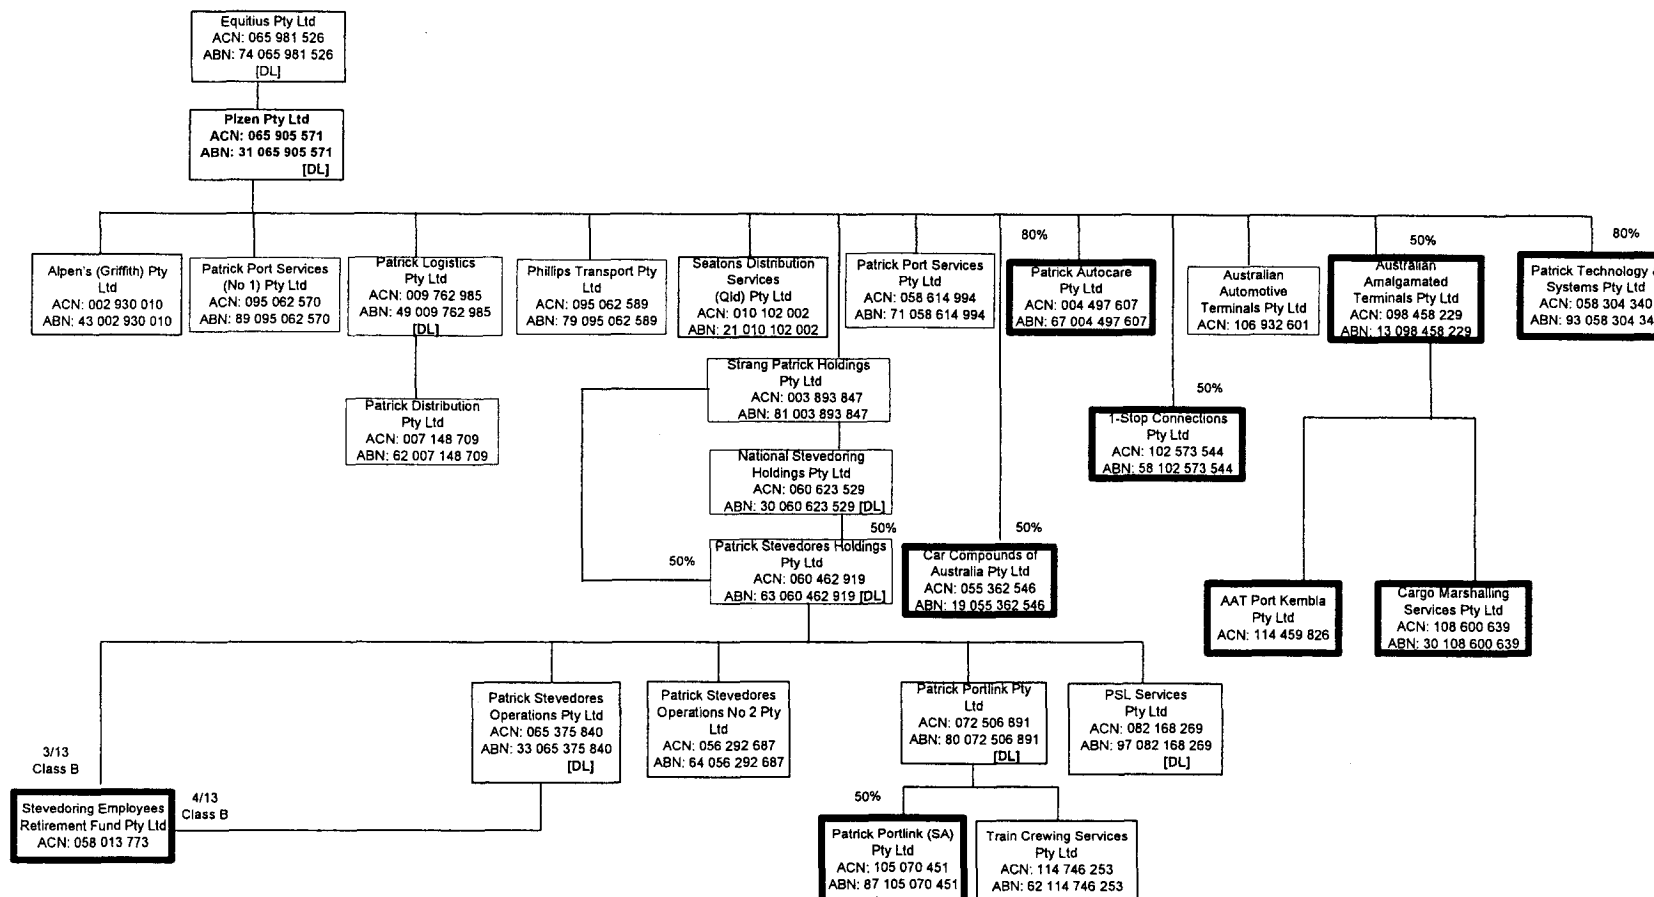 Equitius Pty Ltd
ACN: 065 981 526
ABN: 74 065 981 526
[DL]
Plzen Pty Ltd
ACN: 065 905 571
ABN: 31 065 905 571
[DL]
Alpen's (Griffith) Pty
Ltd
ACN: 002 930 010
ABN: 43 002 930 010
Patrick Port Services
(No 1) Pty Ltd
ACN: 095 062 570
ABN: 89 095 062 570
Patrick Logistics
Pty Ltd
ACN: 009 762 985
ABN: 49 009 762 985
[DL]
Phillips Transport Pty
Ltd
ACN: 095 062 589
ABN: 79 095 062 589
Seatons Distribution
Services
(Qld) Pty Ltd
ACN: 010 102 002
ABN: 21 010 102 002
Patrick Port Services
Pty Ltd
ACN: 058 614 994
ABN: 71 058 614 994
80%
Patrick Autocare
Pty Ltd
ACN: 004 497 607
ABN: 67 004 497 607
Australian
Automotive
Terminals Pty Ltd
ACN: 106 932 601
50%
Australian
Amalgamated
Terminals Pty Ltd
ACN: 098 458 229
ABN: 13 098 458 229
80%
Patrick Technology &
Systems Pty Ltd
ACN: 058 304 340
ABN: 93 058 304 34
Patrick Distribution
Pty Ltd
ACN: 007 148 709
ABN: 62 007 148 709
Strang Patrick Holdings
Pty Ltd
ACN: 003 893 847
ABN: 81 003 893 847
50%
1-Stop Connections
Pty Ltd
ACN: 102 573 544
ABN: 58 102 573 544
National Stevedoring
Holdings Pty Ltd
ACN: 060 623 529
ABN: 30 060 623 529 [DL]
50%
50%
50%
Patrick Stevedores Holdings
Pty Ltd
ACN: 060 462 919
ABN: 63 060 462 919 [DL]
Car Compounds of
Australia Pty Ltd
ACN: 055 362 546
ABN: 19 055 362 546
AAT Port Kembla
Pty Ltd
ACN: 114 459 826
Cargo Marshalling
Services Pty Ltd
ACN: 108 600 639
ABN: 30 108 600 639
Patrick Stevedores
Operations Pty Ltd
ACN: 065 375 840
ABN: 33 065 375 840
[DL]
Patrick Stevedores
Operations No 2 Pty
Ltd
ACN: 056 292 687
ABN: 64 056 292 687
Patrick Portlink Pty
Ltd
ACN: 072 506 891
ABN: 80 072 506 891
[DL]
PSL Services
Pty Ltd
ACN: 082 168 269
ABN: 97 082 168 269
[DL]
3/13
Class B
4/13
Class B
Stevedoring Employees
Retirement Fund Pty Ltd
ACN: 058 013 773
50%
Patrick Portlink (SA)
Pty Ltd
ACN: 105 070 451
ABN: 87 105 070 451
Train Crewing Services
Pty Ltd
ACN: 114 746 253
ABN: 62 114 746 253